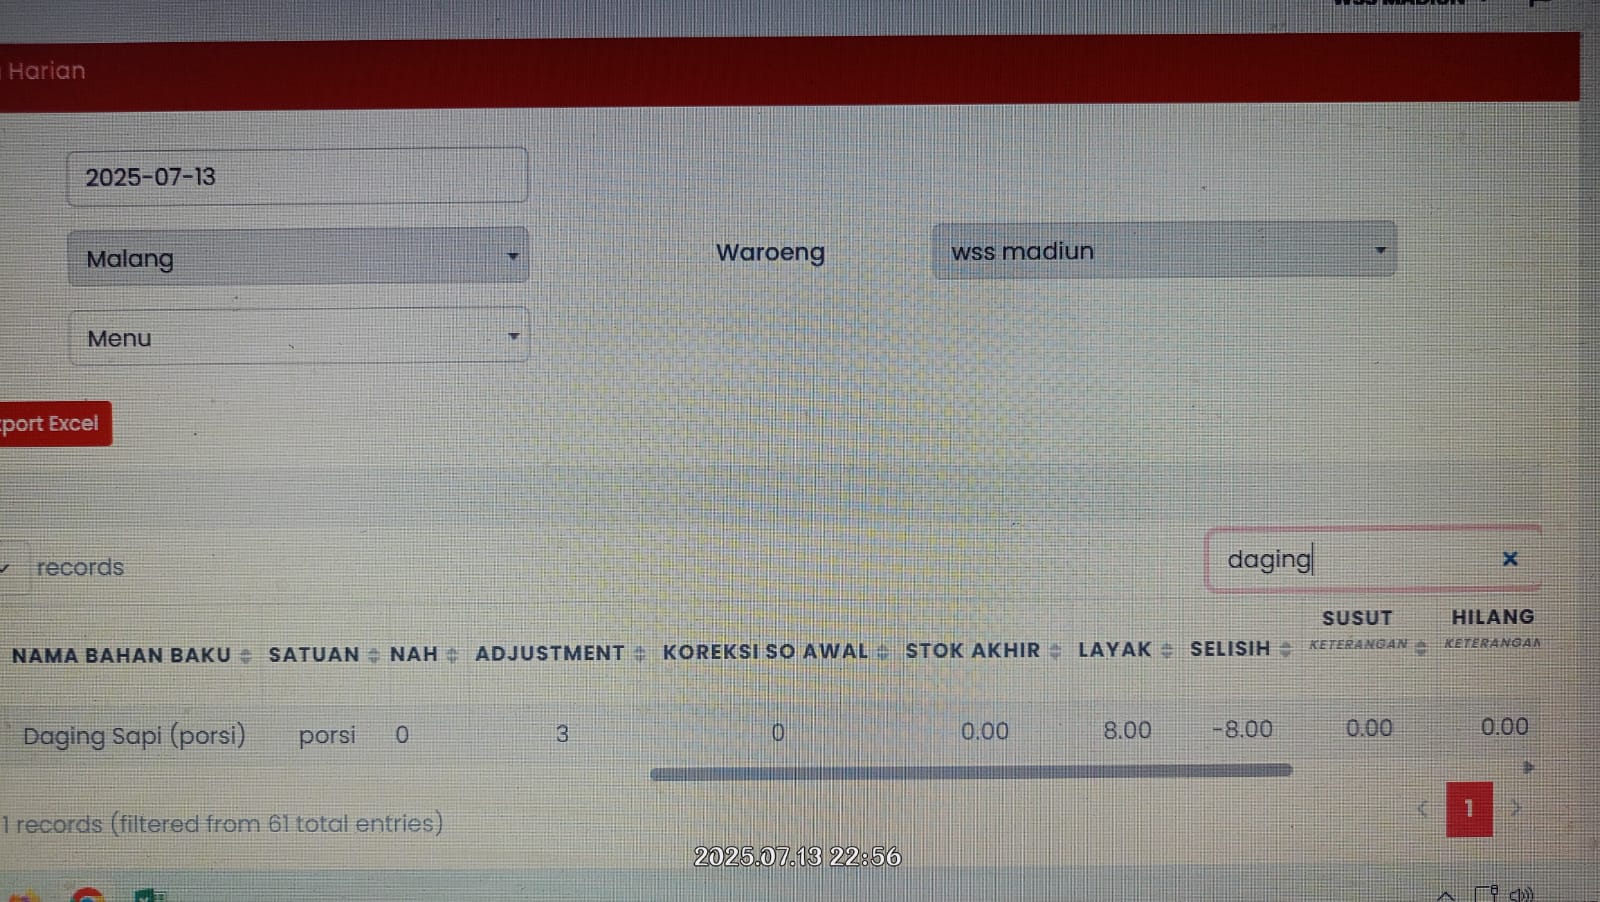 WSS MADIUN
Harian
2025-07-13
Malang
Waroeng
wss madiun
Menu
port Excel
records
daging
NAMA BAHAN BAKU SATUAN NAH ADJUSTMENT KOREKSI SO AWAL STOK AKHIR LAYAK SELISIH SUSUT KETERANGAN HILANG KETERANGAN
Daging Sapi (porsi) porsi 0 3 0 0.00 8.00 -8.00 0.00 0.00
1 records (filtered from 61 total entries)
1
2025.07.13 22:56